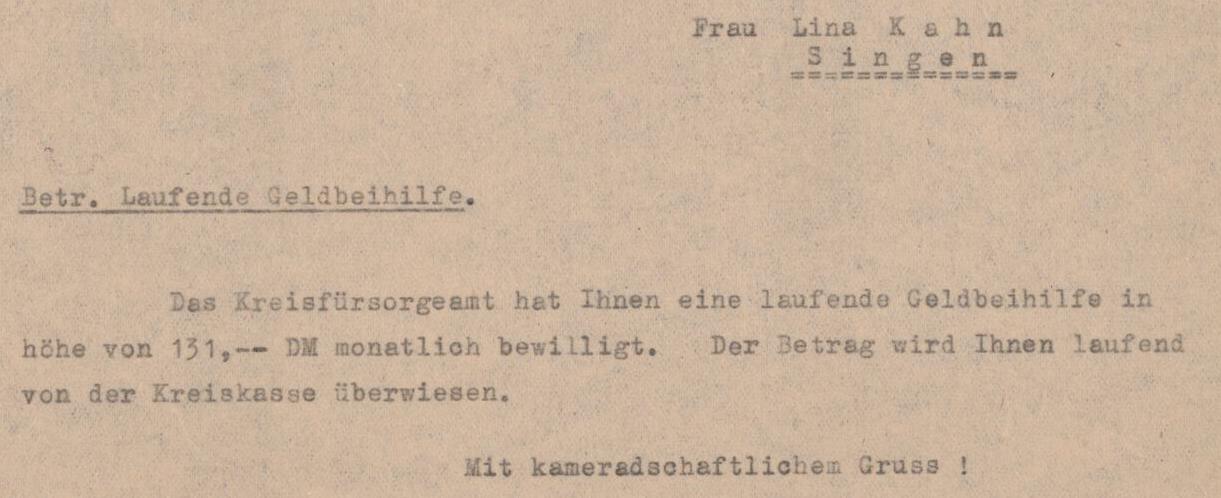 Frau Lina K a h n
S i n g e n
==============
Betr. Laufende Geldbeihilfe.
Das Kreisfürsorgeamt hat Ihnen eine laufende Geldbeihilfe in
höhe von 131,-- DM monatlich bewilligt. Der Betrag wird Ihnen laufend
von der Kreiskasse überwiesen.
Mit kameradschaftlichem Gruss !